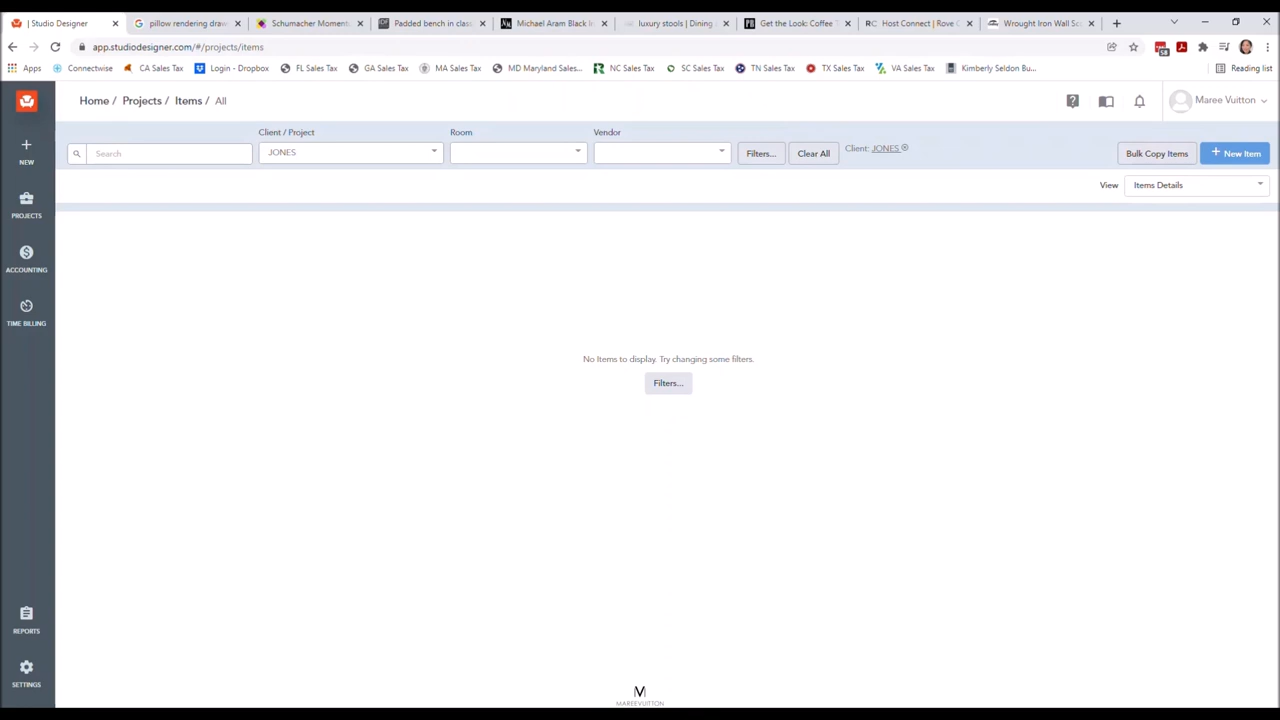 | Studio Designer
pillow rendering draw
Schumacher Moment
Padded bench in class
Michael Aram Black I
luxury stools | Dining
Get the Look: Coffee T
Host Connect | Rove C
Wrought Iron Wall Sc
app.studiodesigner.com/#/projects/items
58
Apps
Connectwise
CA Sales Tax
Login - Dropbox
FL Sales Tax
GA Sales Tax
MA Sales Tax
MD Maryland Sales...
NC Sales Tax
SC Sales Tax
TN Sales Tax
TX Sales Tax
VA Sales Tax
Kimberly Seldon Bu...
Reading list
Home / Projects / Items / All
Maree Vuitton
NEW
PROJECTS
ACCOUNTING
TIME BILLING
REPORTS
SETTINGS
Client / Project
Room
Vendor
Search
JONES
Filters...
Clear All
Client: JONES
Bulk Copy Items
+ New Item
View
Items Details
No Items to display. Try changing some filters.
Filters...
M
MAREEVUITTON